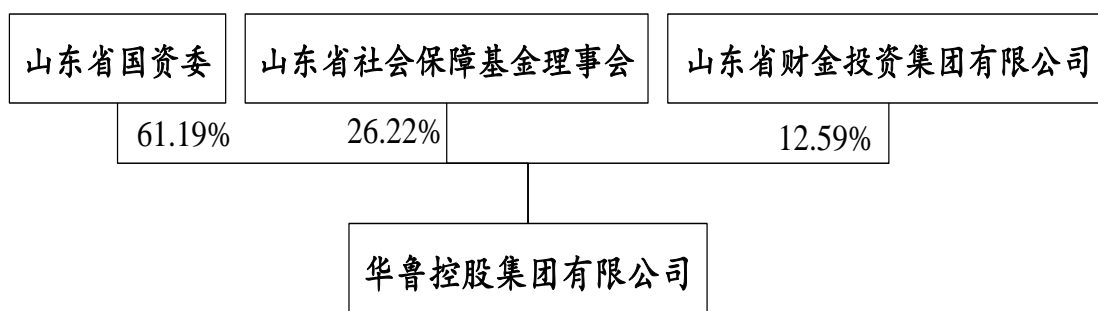 山东省国资委
山东省社会保障基金理事会
山东省财金投资集团有限公司
61.19%
26.22%
12.59%
华鲁控股集团有限公司